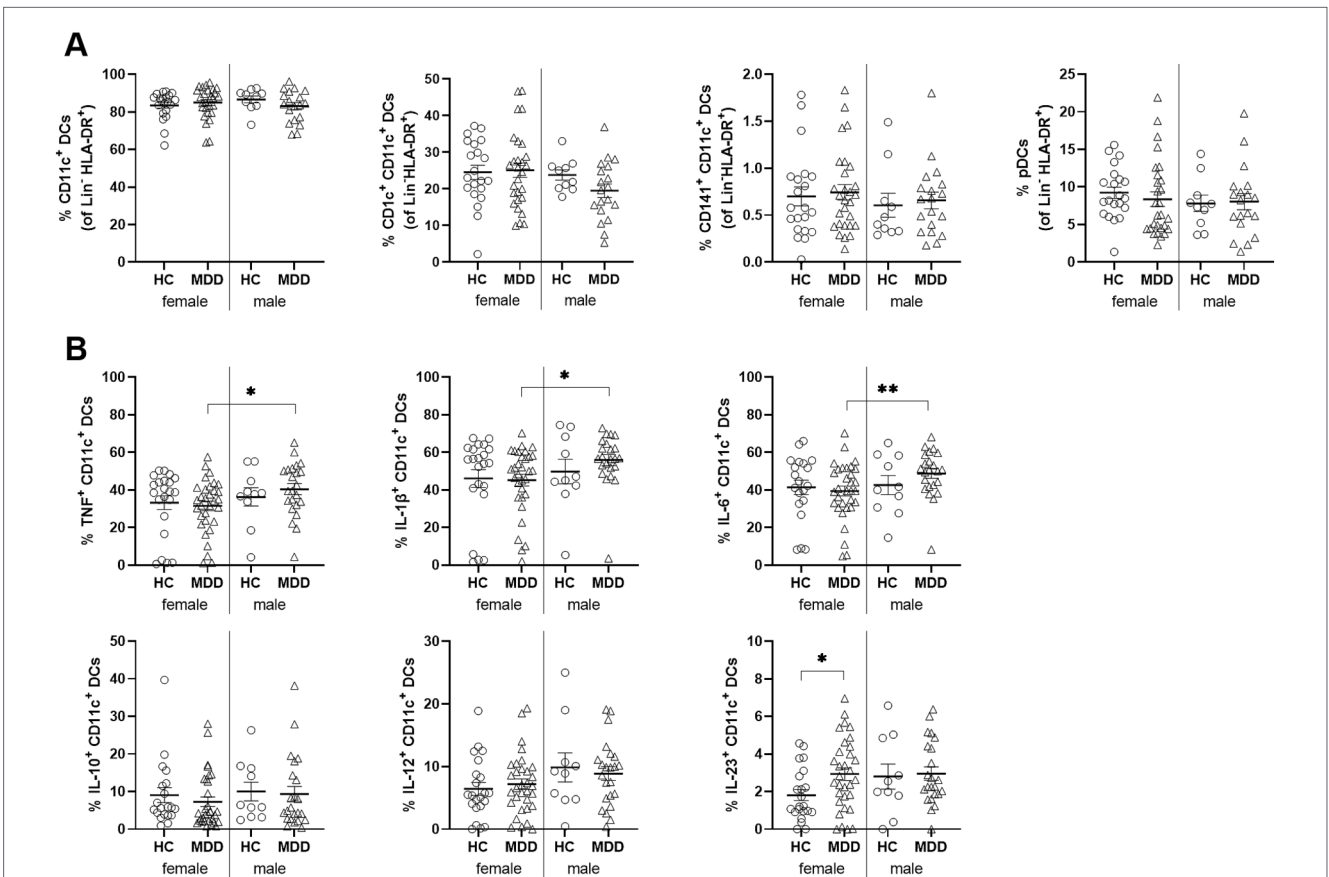 A
% CD11c+ DCs
(of Lin- HLA-DR+)
100
80
60
40
20
0
HC MDD HC MDD
female male
% CD1c+ CD11c+ DCs
(of Lin-HLA-DR+)
50
40
30
20
10
0
HC MDD HC MDD
female male
% CD141+ CD11c+ DCs
(of Lin-HLA-DR+)
2.0
1.5
1.0
0.5
0.0
HC MDD HC MDD
female male
% pDCs
(of Lin- HLA-DR+)
25
20
15
10
5
0
HC MDD HC MDD
female male
B
% TNF+ CD11c+ DCs
100
80
60
40
20
0
*
HC MDD HC MDD
female male
% IL-1β+ CD11c+ DCs
100
80
60
40
20
0
*
HC MDD HC MDD
female male
% IL-6+ CD11c+ DCs
100
80
60
40
20
0
**
HC MDD HC MDD
female male
% IL-10+ CD11c+ DCs
50
40
30
20
10
0
HC MDD HC MDD
female male
% IL-12+ CD11c+ DCs
30
20
10
0
HC MDD HC MDD
female male
% IL-23+ CD11c+ DCs
10
8
6
4
2
0
*
HC MDD HC MDD
female male